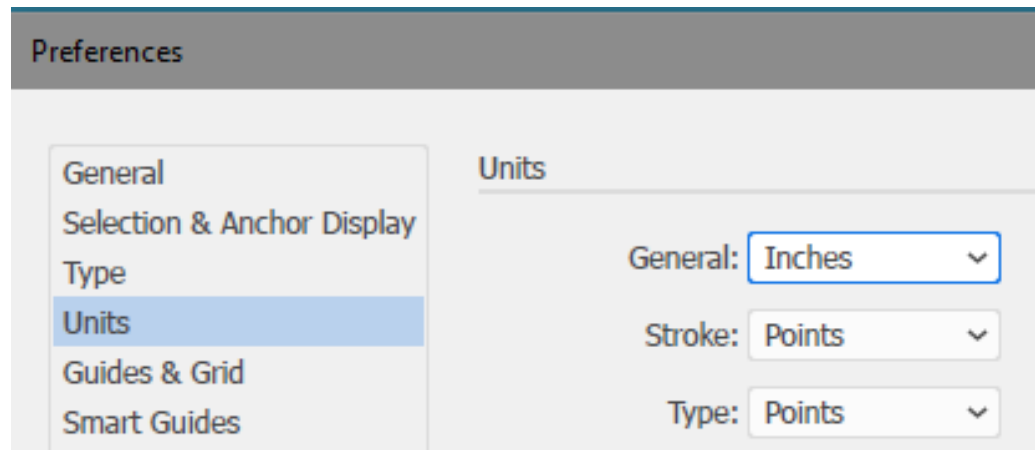 Preferences
General
Selection & Anchor Display
Type
Units
Guides & Grid
Smart Guides
Units
General: Inches
Stroke: Points
Type: Points